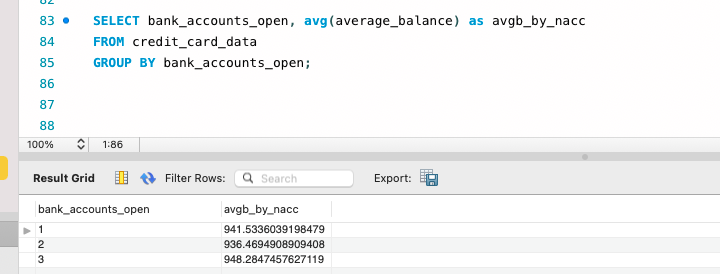 83 SELECT bank_accounts_open, avg(average_balance) as avgb_by_nacc
84 FROM credit_card_data
85 GROUP BY bank_accounts_open;
86
87
88
100% 1:86
Result Grid Filter Rows: Search Export:
bank_accounts_open avgb_by_nacc
1 941.5336039198479
2 936.4694908909408
3 948.2847457627119